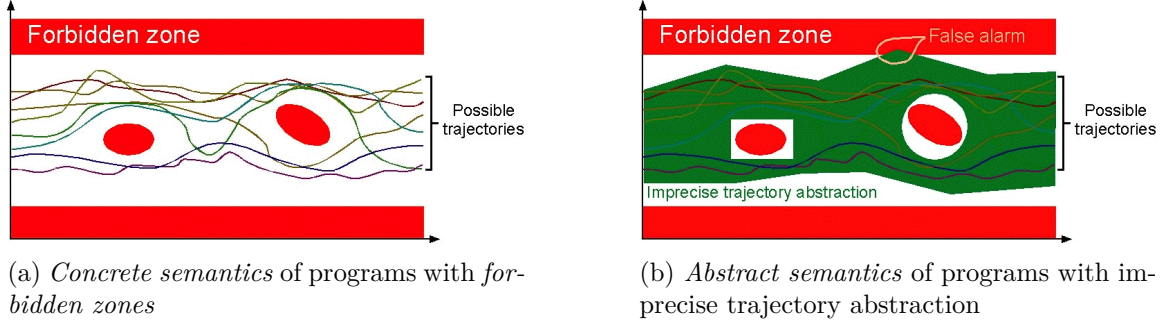 Forbidden zone
Possible
trajectories
(a) Concrete semantics of programs with for-
bidden zones
Forbidden zone
False alarm
Possible
trajectories
Imprecise trajectory abstraction
(b) Abstract semantics of programs with im-
precise trajectory abstraction